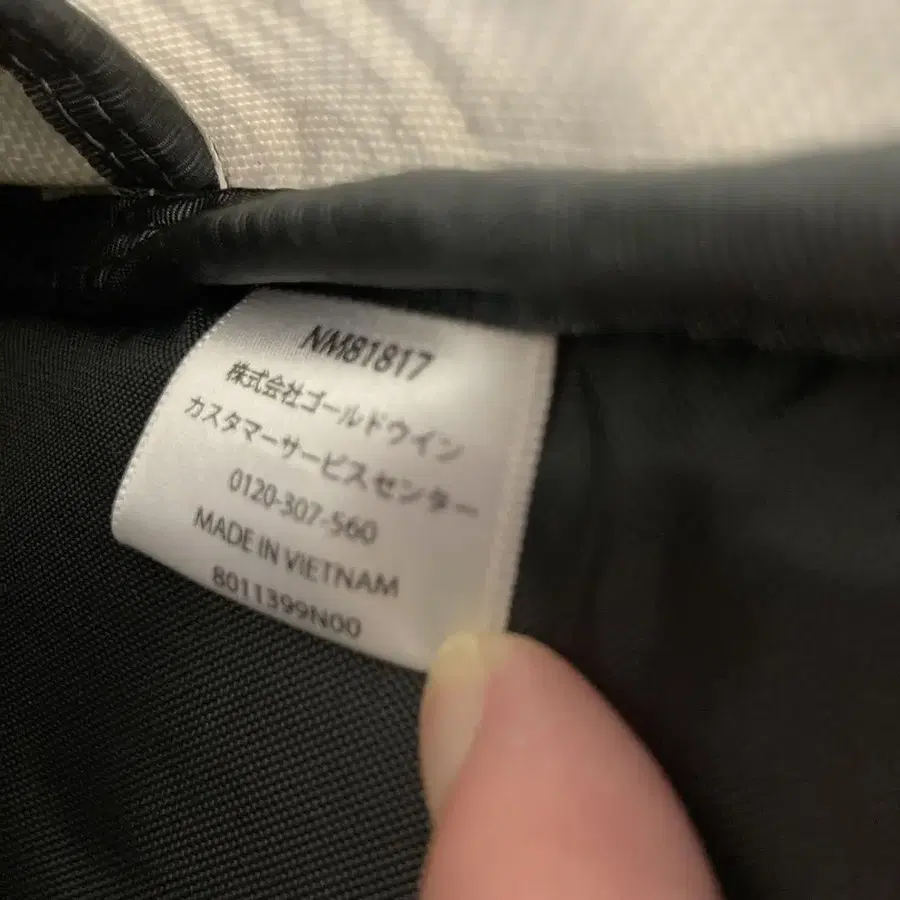 NM81817
株式会社ゴールドウイン
カスタマーサービスセンター
0120-307-560
MADE IN VIETNAM
8011399N00